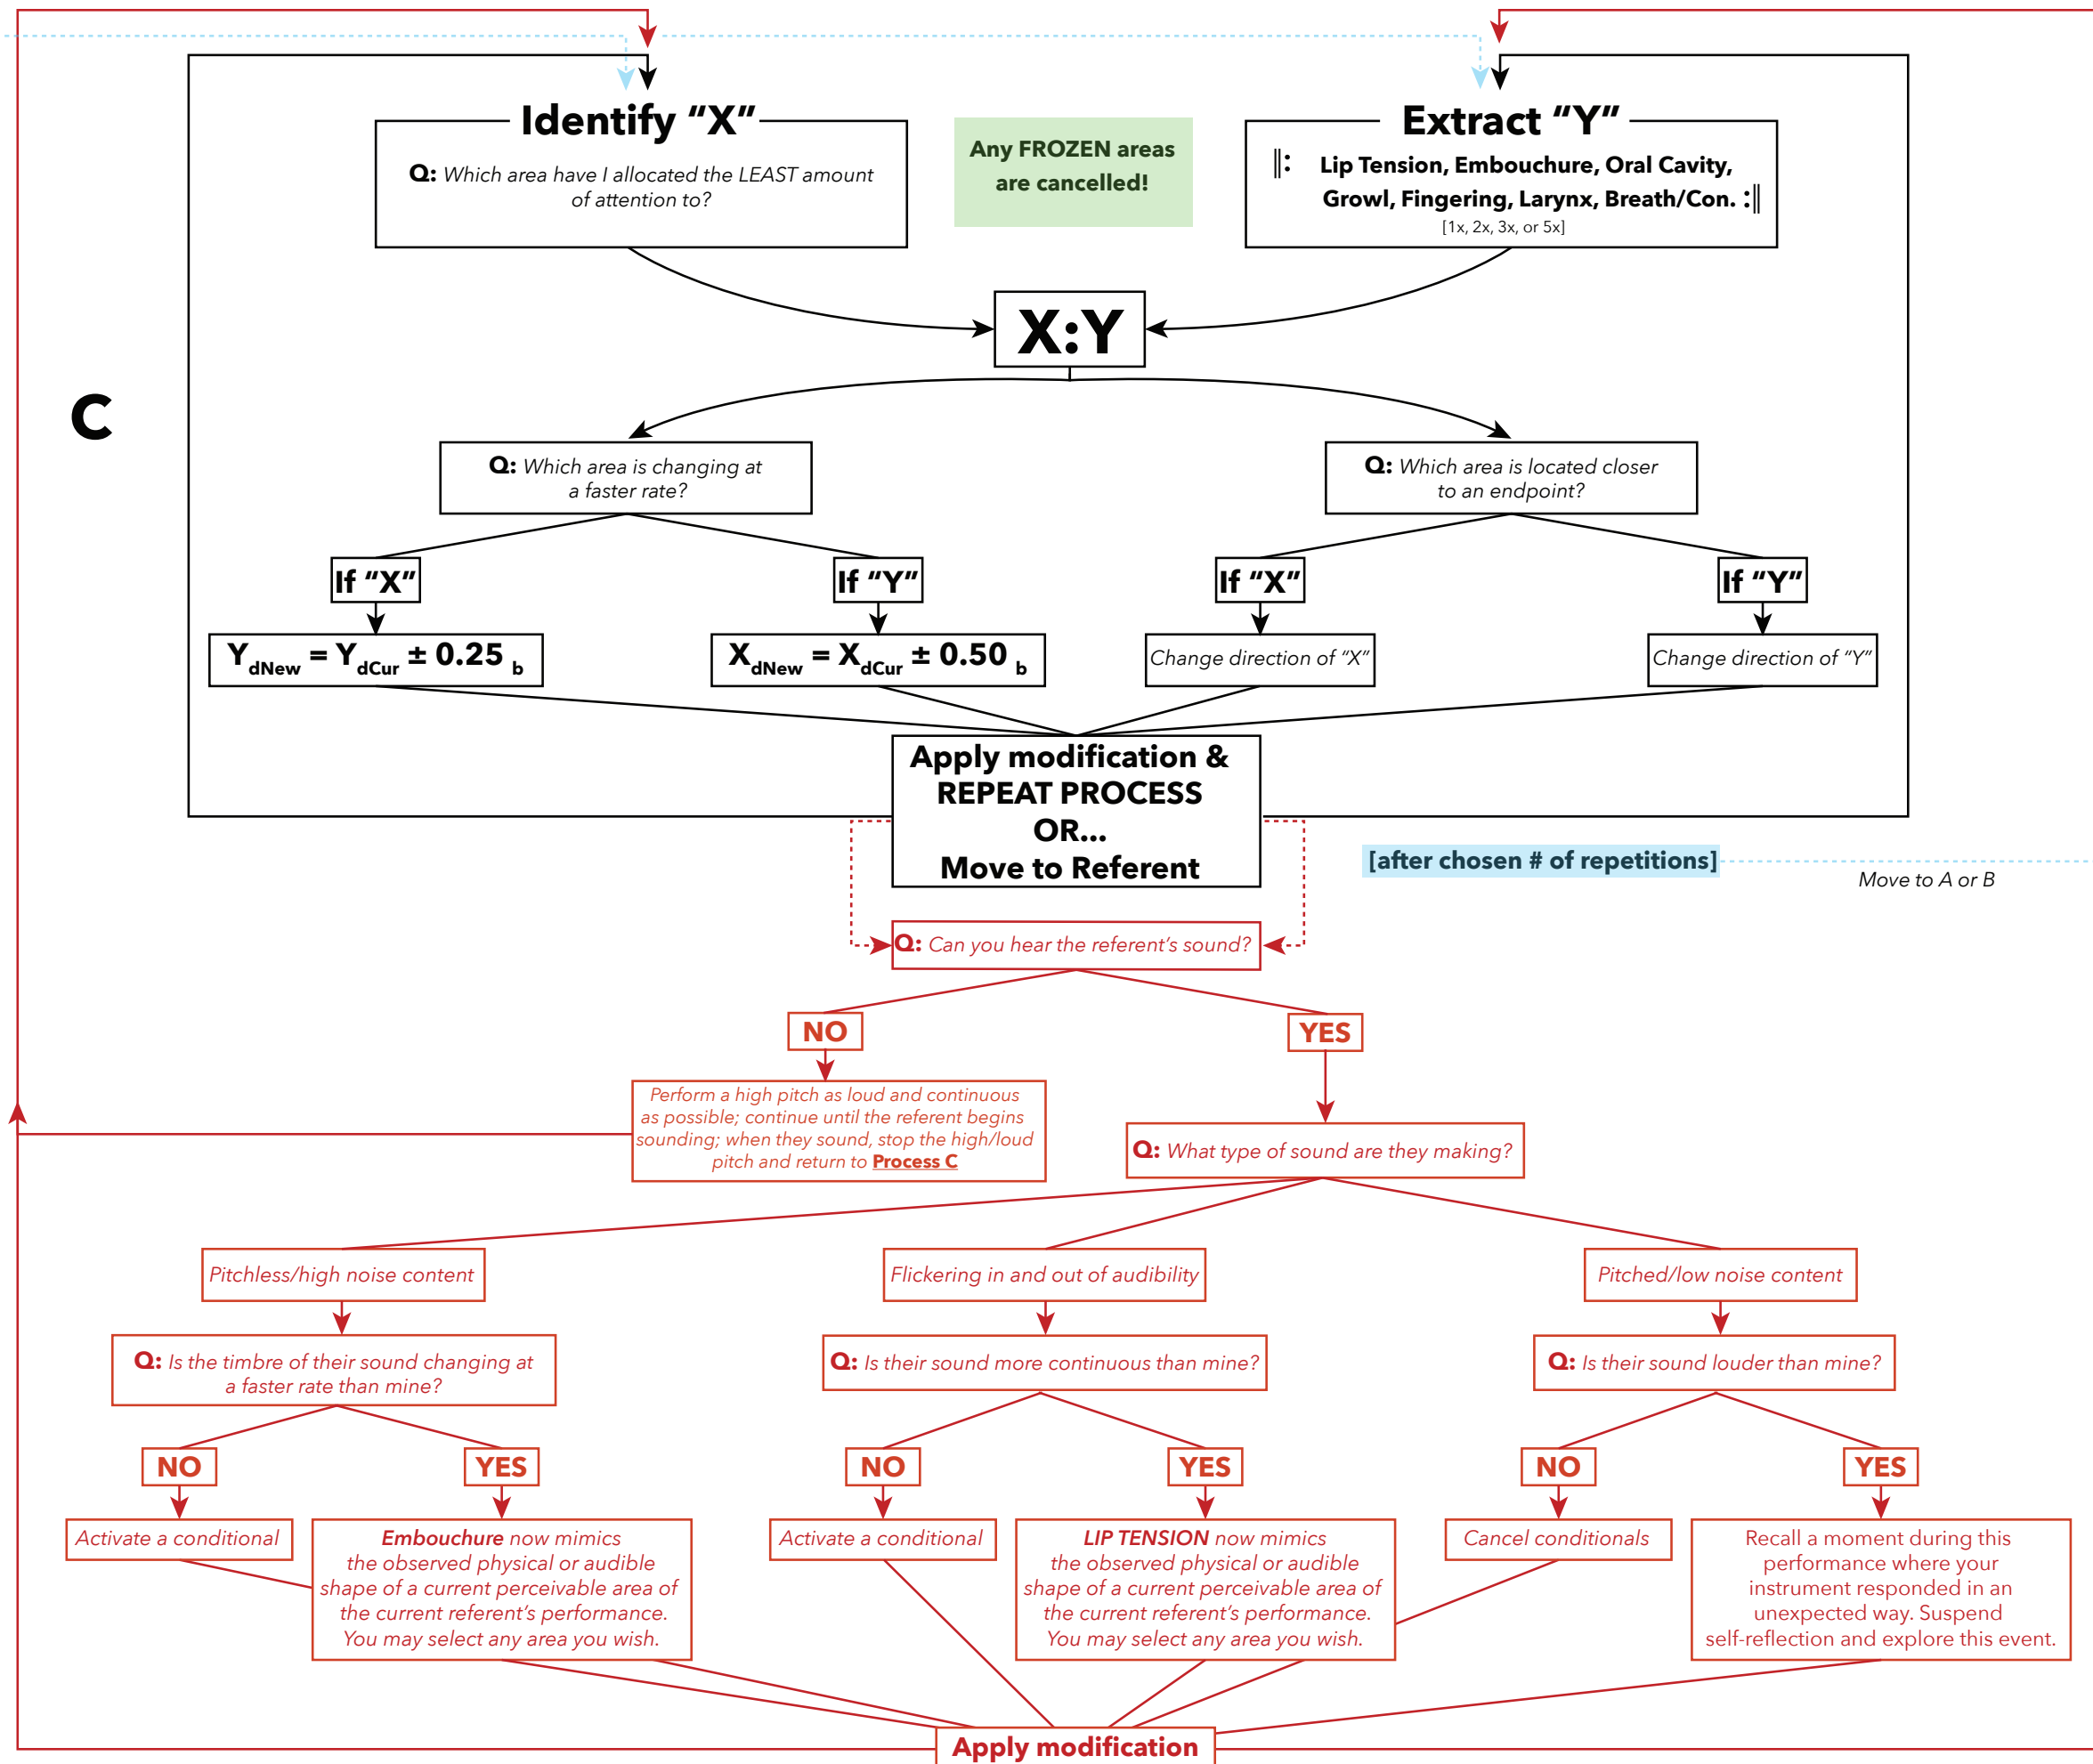 Identify “X”
Q: Which area have I allocated the LEAST amount
of attention to?
Any FROZEN areas
are cancelled!
Extract “Y”
𝄆 Lip Tension, Embouchure, Oral Cavity,
Growl, Fingering, Larynx, Breath/Con. 𝄇
[1x, 2x, 3x, or 5x]
X:Y
C
Q: Which area is changing at
a faster rate?
Q: Which area is located closer
to an endpoint?
If “X”
If “Y”
If “X”
If “Y”
Y dNew = Y dCur ± 0.25 b
X dNew = X dCur ± 0.50 b
Change direction of “X”
Change direction of “Y”
Apply modification &
REPEAT PROCESS
OR...
Move to Referent
[after chosen # of repetitions]
Move to A or B
Q: Can you hear the referent’s sound?
NO
YES
Perform a high pitch as loud and continuous
as possible; continue until the referent begins
sounding; when they sound, stop the high/loud
pitch and return to Process C
Q: What type of sound are they making?
Pitchless/high noise content
Flickering in and out of audibility
Pitched/low noise content
Q: Is the timbre of their sound changing at
a faster rate than mine?
Q: Is their sound more continuous than mine?
Q: Is their sound louder than mine?
NO
YES
NO
YES
NO
YES
Activate a conditional
Embouchure now mimics
the observed physical or audible
shape of a current perceivable area of
the current referent’s performance.
You may select any area you wish.
Activate a conditional
LIP TENSION now mimics
the observed physical or audible
shape of a current perceivable area of
the current referent’s performance.
You may select any area you wish.
Cancel conditionals
Recall a moment during this
performance where your
instrument responded in an
unexpected way. Suspend
self-reflection and explore this event.
Apply modification